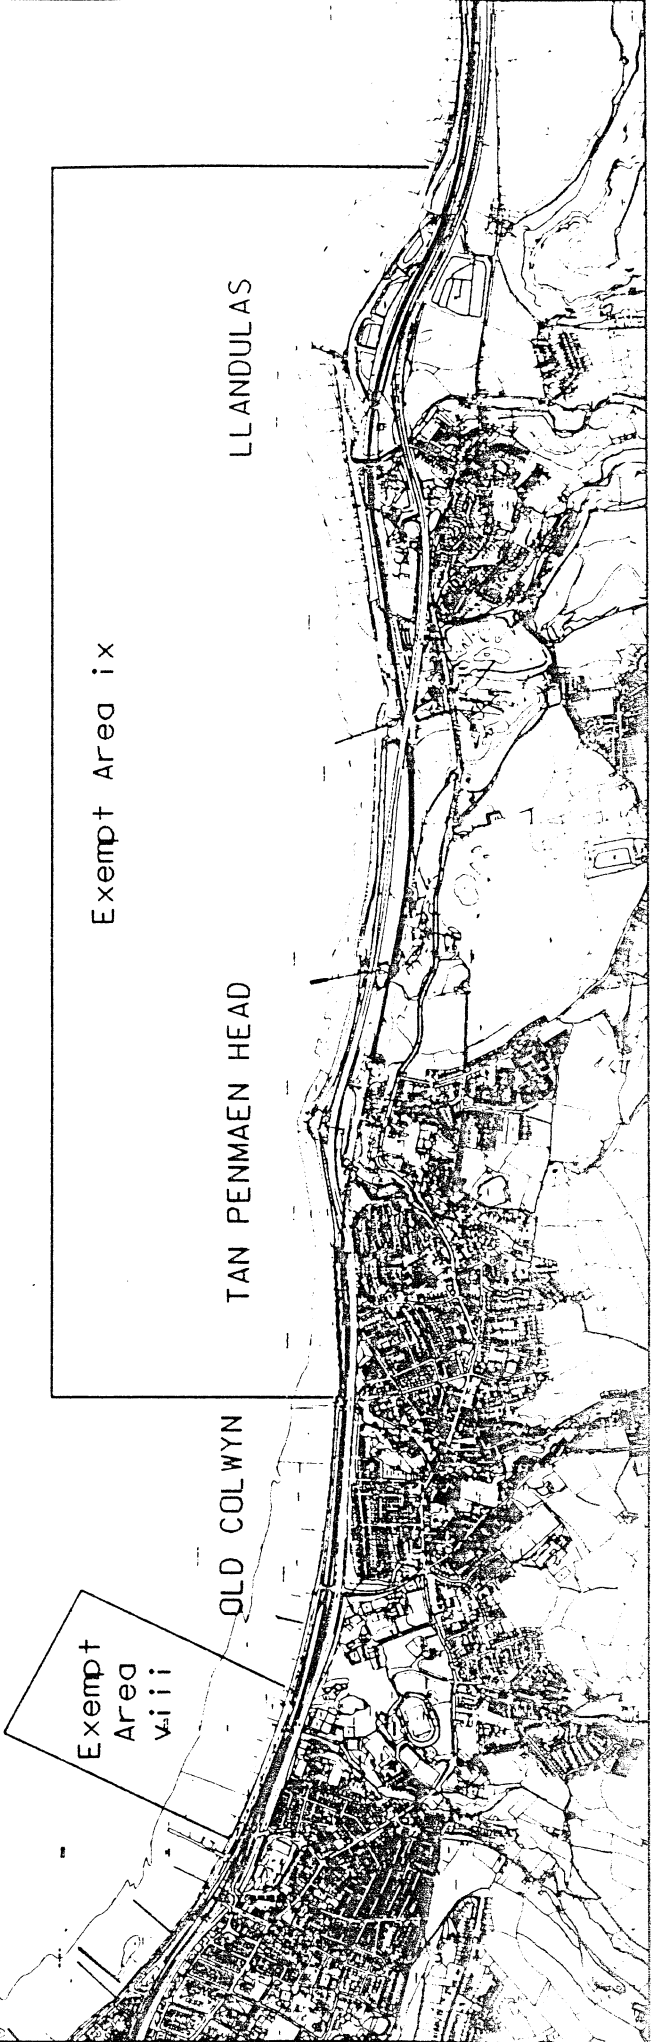 LLANDULAS
Exempt Area ix
TAN PENMAEN HEAD
OLD COLWYN
Exempt
Area
viii